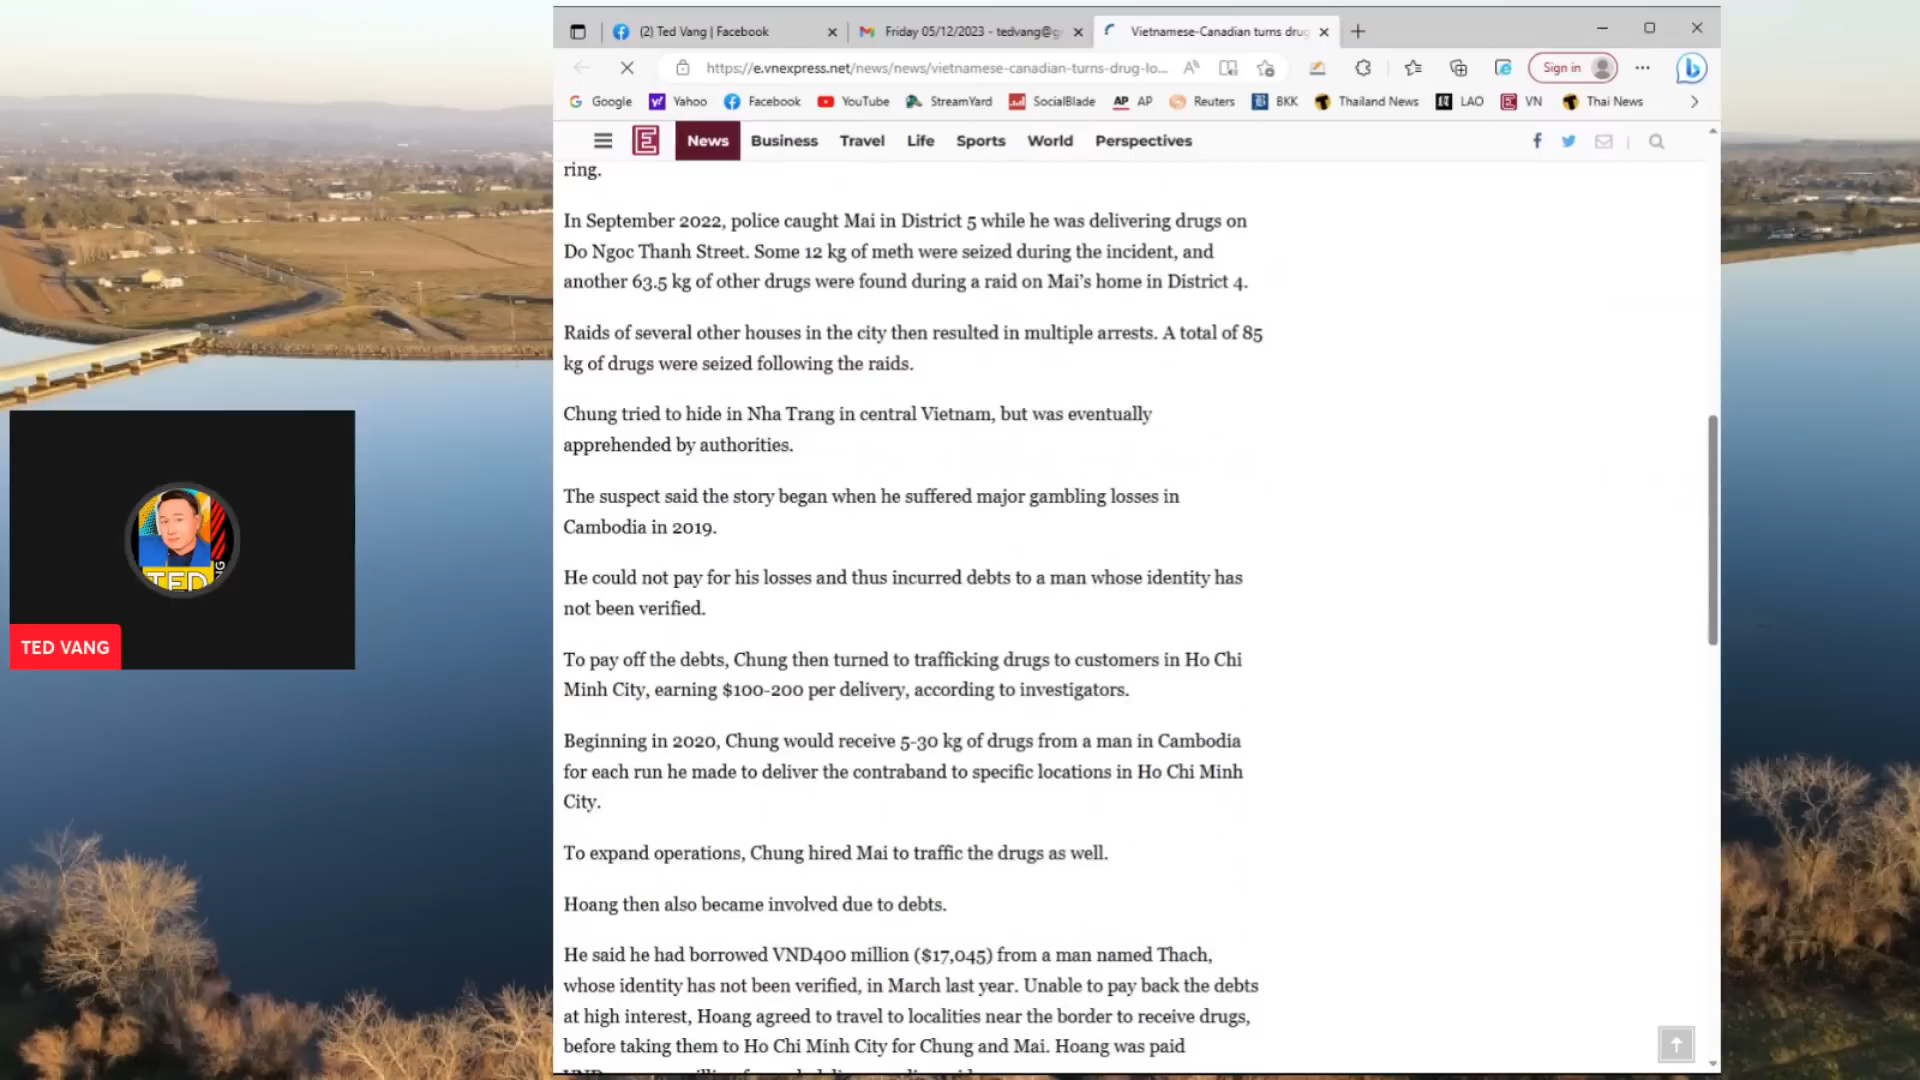 (2) Ted Vang | Facebook
Friday 05/12/2023 - tedvang@g
Vietnamese-Canadian turns drug
https://e.vnexpress.net/news/news/vietnamese-canadian-turns-drug-lo...
Sign in
Google Yahoo Facebook YouTube StreamYard SocialBlade AP AP Reuters BKK Thailand News LAO VN Thai News
E News Business Travel Life Sports World Perspectives
ring.
In September 2022, police caught Mai in District 5 while he was delivering drugs on
Do Ngoc Thanh Street. Some 12 kg of meth were seized during the incident, and
another 63.5 kg of other drugs were found during a raid on Mai's home in District 4.
Raids of several other houses in the city then resulted in multiple arrests. A total of 85
kg of drugs were seized following the raids.
Chung tried to hide in Nha Trang in central Vietnam, but was eventually
apprehended by authorities.
The suspect said the story began when he suffered major gambling losses in
Cambodia in 2019.
He could not pay for his losses and thus incurred debts to a man whose identity has
not been verified.
To pay off the debts, Chung then turned to trafficking drugs to customers in Ho Chi
Minh City, earning $100-200 per delivery, according to investigators.
Beginning in 2020, Chung would receive 5-30 kg of drugs from a man in Cambodia
for each run he made to deliver the contraband to specific locations in Ho Chi Minh
City.
To expand operations, Chung hired Mai to traffic the drugs as well.
Hoang then also became involved due to debts.
He said he had borrowed VND400 million ($17,045) from a man named Thach,
whose identity has not been verified, in March last year. Unable to pay back the debts
at high interest, Hoang agreed to travel to localities near the border to receive drugs,
before taking them to Ho Chi Minh City for Chung and Mai. Hoang was paid
TED
TED VANG